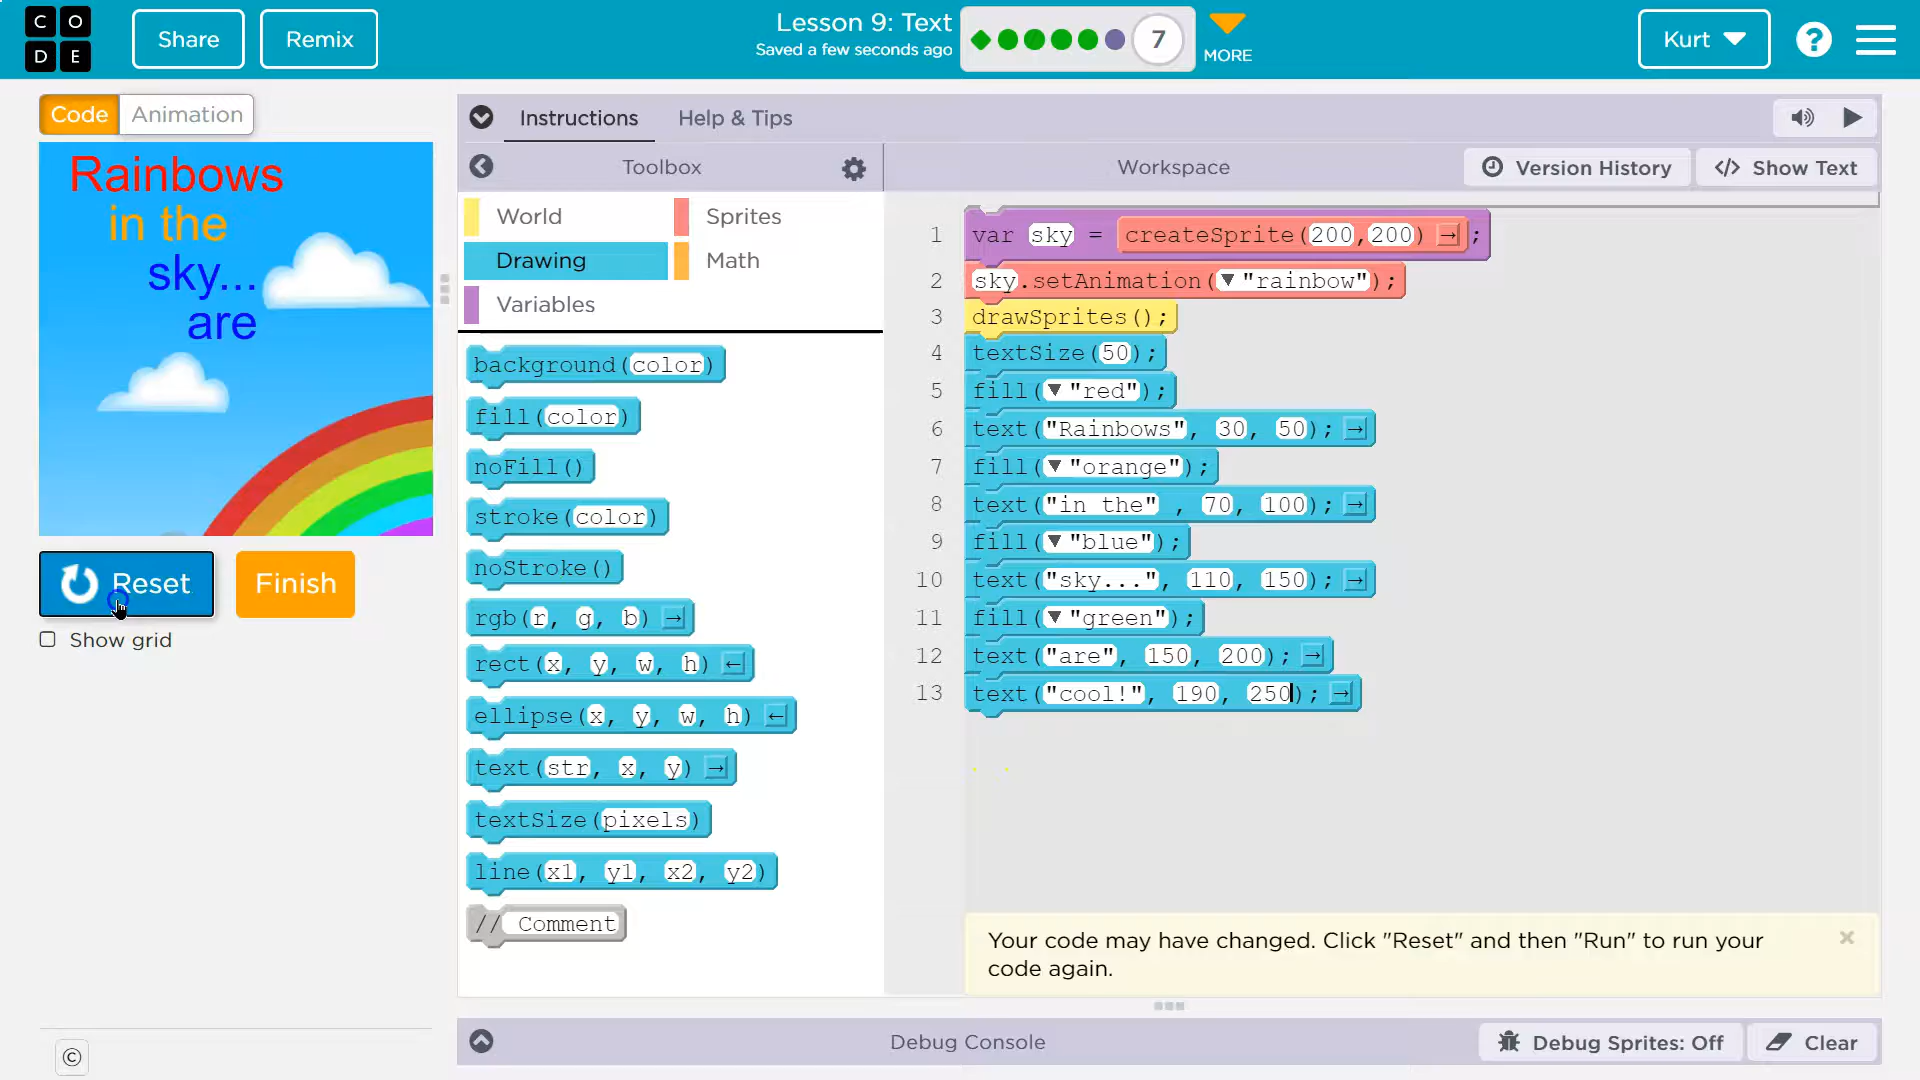 CODE
Share
Remix
Lesson 9: Text
Saved a few seconds ago
7
MORE
Kurt
?
Code
Animation
Instructions
Help & Tips
Toolbox
Workspace
Version History
</> Show Text
Rainbows
in the
sky...
are
Reset
Finish
Show grid
©
World
Sprites
Drawing
Math
Variables
background(color)
fill(color)
noFill()
stroke(color)
noStroke()
rgb(r, g, b) →
rect(x, y, w, h) ←
ellipse(x, y, w, h) ←
text(str, x, y) →
textSize(pixels)
line(x1, y1, x2, y2)
// Comment
1 var sky = createSprite(200,200) → ;
2 sky.setAnimation(▼ "rainbow");
3 drawSprites();
4 textSize(50);
5 fill(▼ "red");
6 text("Rainbows", 30, 50); →
7 fill(▼ "orange");
8 text("in the" , 70, 100); →
9 fill(▼ "blue");
10 text("sky...", 110, 150); →
11 fill(▼ "green");
12 text("are", 150, 200); →
13 text("cool!", 190, 250); →
Your code may have changed. Click "Reset" and then "Run" to run your
code again.
×
Debug Console
Debug Sprites: Off
Clear